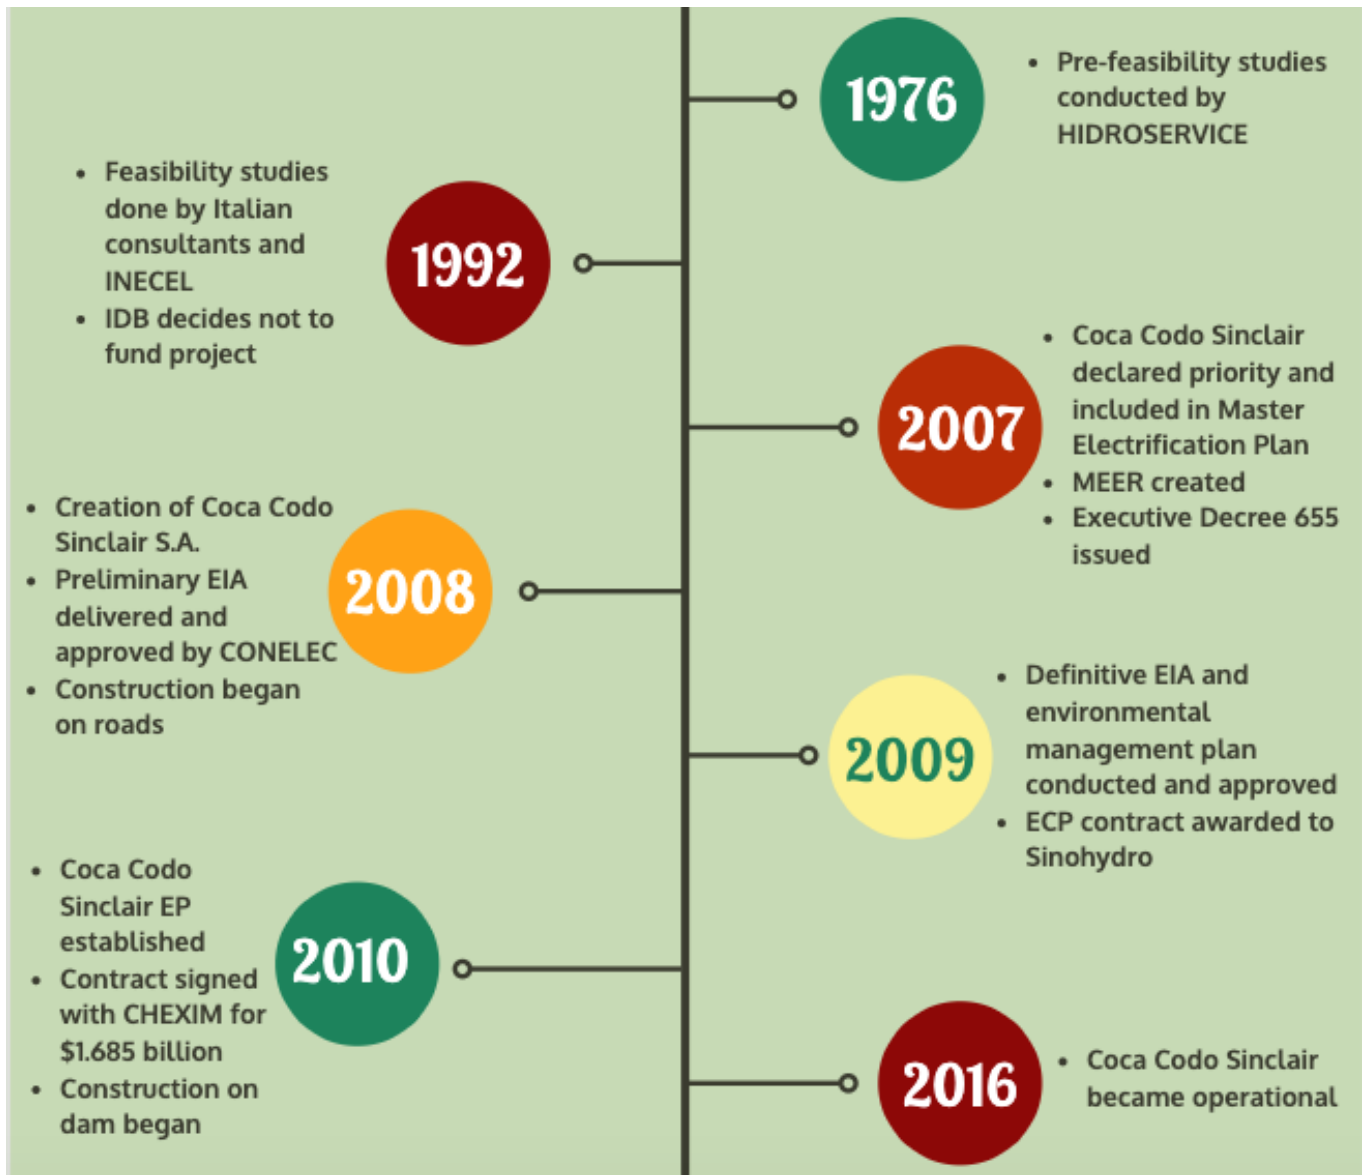 1976
• Pre-feasibility studies
conducted by
HIDROSERVICE
1992
• Feasibility studies
done by Italian
consultants and
INECEL
• IDB decides not to
fund project
2007
• Coca Codo Sinclair
declared priority and
included in Master
Electrification Plan
• MEER created
• Executive Decree 655
issued
2008
• Creation of Coca Codo
Sinclair S.A.
• Preliminary EIA
delivered and
approved by CONELEC
• Construction began
on roads
2009
• Definitive EIA and
environmental
management plan
conducted and approved
• ECP contract awarded to
Sinohydro
2010
• Coca Codo
Sinclair EP
established
• Contract signed
with CHEXIM for
$1.685 billion
• Construction on
dam began
2016
• Coca Codo Sinclair
became operational